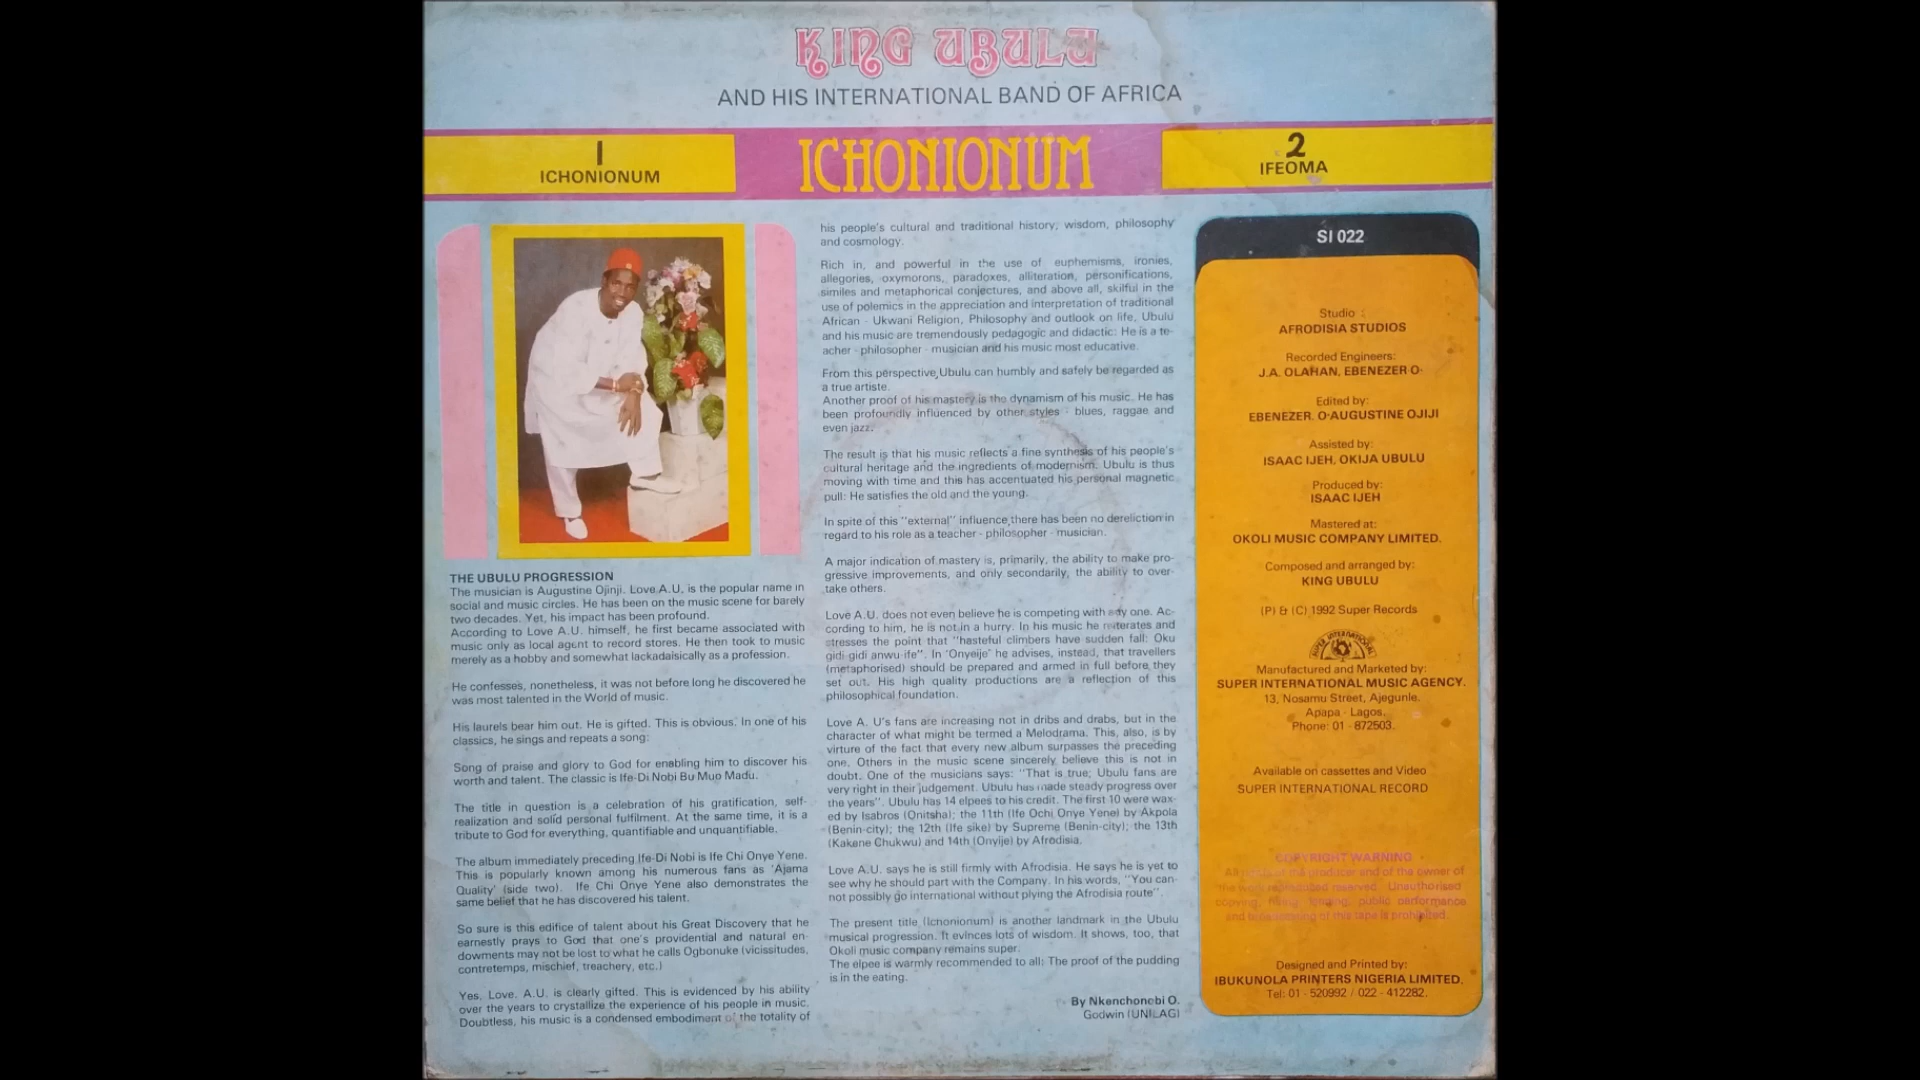 KING UBULU
AND HIS INTERNATIONAL BAND OF AFRICA
1
ICHONIONUM
ICHONIONUM
2
IFEOMA
THE UBULU PROGRESSION
The musician is Augustine Ojinji. Love A.U. is the popular name in
social and music circles. He has been on the music scene for barely
two decades. Yet, his impact has been profound.
According to Love A.U. himself, he first became associated with
music only as local agent to record stores. He then took to music
merely as a hobby and somewhat lackadaisically as a profession.
He confesses, nonetheless, it was not before long he discovered he
was most talented in the World of music.
His laurels bear him out. He is gifted. This is obvious. In one of his
classics, he sings and repeats a song:
Song of praise and glory to God for enabling him to discover his
worth and talent. The classic is Ife-Di Nobi Bu Mup Madu.
The title in question is a celebration of his gratification, self-
realization and solid personal fulfilment. At the same time, it is a
tribute to God for everything, quantifiable and unquantifiable.
The album immediately preceding Ife-Di Nobi is Ife Chi Onye Yene.
This is popularly known among his numerous fans as 'Ajama
Quality' (side two). Ife Chi Onye Yene also demonstrates the
same belief that he has discovered his talent.
So sure is this edifice of talent about his Great Discovery that he
earnestly prays to God that one's providential and natural en-
dowments may not be lost to what he calls Ogbonuke (vicissitudes,
contretemps, mischief, treachery, etc.)
Yes, Love. A.U. is clearly gifted. This is evidenced by his ability
over the years to crystallize the experience of his people in music.
Doubtless, his music is a condensed embodiment of the totality of
his people's cultural and traditional history, wisdom, philosophy
and cosmology.
Rich in, and powerful in the use of euphemisms, ironies,
allegories, oxymorons, paradoxes, alliteration, personifications,
similes and metaphorical conjectures, and above all, skilful in the
use of polemics in the appreciation and interpretation of traditional
African - Ukwani Religion, Philosophy and outlook on life, Ubulu
and his music are tremendously pedagogic and didactic: He is a te-
acher - philosopher - musician and his music most educative.
From this perspective, Ubulu can humbly and safely be regarded as
a true artiste.
Another proof of his mastery is the dynamism of his music. He has
been profoundly influenced by other styles - blues, raggae and
even jazz.
The result is that his music reflects a fine synthesis of his people's
cultural heritage and the ingredients of modernism. Ubulu is thus
moving with time and this has accentuated his personal magnetic
pull: He satisfies the old and the young.
In spite of this "external" influence, there has been no dereliction in
regard to his role as a teacher - philosopher - musician.
A major indication of mastery is, primarily, the ability to make pro-
gressive improvements, and only secondarily, the ability to over-
take others.
Love A.U. does not even believe he is competing with any one. Ac-
cording to him, he is not in a hurry. In his music he reiterates and
stresses the point that "hasteful climbers have sudden fall: Oku
gidi gidi anwu-ife". In 'Onyeije' he advises, instead, that travellers
(metaphorised) should be prepared and armed in full before they
set out. His high quality productions are a reflection of this
philosophical foundation.
Love A. U's fans are increasing not in dribs and drabs, but in the
character of what might be termed a Melodrama. This, also, is by
virtue of the fact that every new album surpasses the preceding
one. Others in the music scene sincerely believe this is not in
doubt. One of the musicians says: "That is true; Ubulu fans are
very right in their judgement. Ubulu has made steady progress over
the years". Ubulu has 14 elpees to his credit. The first 10 were wax-
ed by Isabros (Onitsha); the 11th (Ife Ochi Onye Yene) by Akpola
(Benin-city); the 12th (Ife sike) by Supreme (Benin-city); the 13th
(Kakene Chukwu) and 14th (Onyije) by Afrodisia.
Love A.U. says he is still firmly with Afrodisia. He says he is yet to
see why he should part with the Company. In his words, "You can-
not possibly go international without plying the Afrodisia route".
The present title (Ichonionum) is another landmark in the Ubulu
musical progression. It evinces lots of wisdom. It shows, too, that
Okoli music company remains super.
The elpee is warmly recommended to all: The proof of the pudding
is in the eating.
By Nkenchonebi O.
Godwin (UNILAG)
SI 022
Studio :
AFRODISIA STUDIOS
Recorded Engineers:
J.A. OLAHAN, EBENEZER O·
Edited by:
EBENEZER. O·AUGUSTINE OJIJI
Assisted by:
ISAAC IJEH, OKIJA UBULU
Produced by:
ISAAC IJEH
Mastered at:
OKOLI MUSIC COMPANY LIMITED.
Composed and arranged by:
KING UBULU
(P) & (C) 1992 Super Records
SUPER INTERNATIONAL
Manufactured and Marketed by:
SUPER INTERNATIONAL MUSIC AGENCY.
13, Nosamu Street, Ajegunle.
Apapa - Lagos.
Phone: 01 - 872503.
Available on cassettes and Video
SUPER INTERNATIONAL RECORD
COPYRIGHT WARNING
All of the producer and of the owner of
the work reproduced reserved. Unauthorised
copying, public performance
and broadcasting of this tape is prohibited.
Designed and Printed by:
IBUKUNOLA PRINTERS NIGERIA LIMITED.
Tel: 01 - 520992 / 022 - 412282.